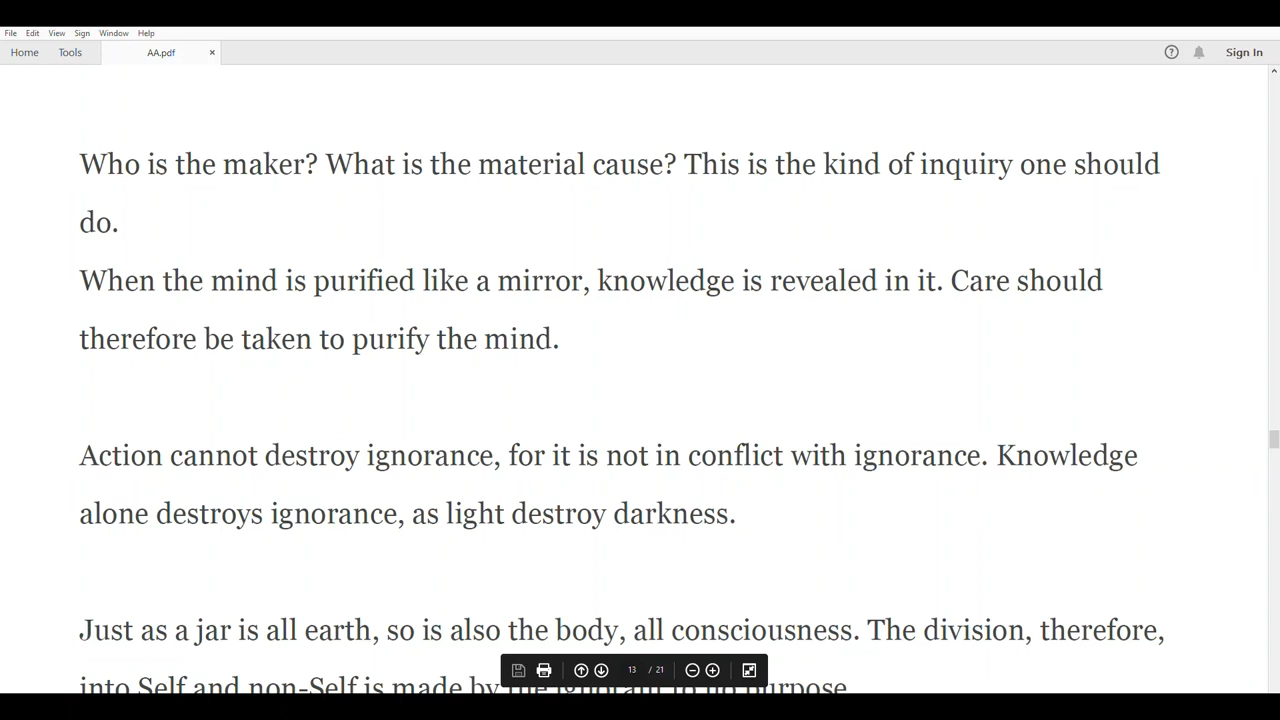 File Edit View Sign Window Help
Home Tools AA.pdf × ? Sign In
Who is the maker? What is the material cause? This is the kind of inquiry one should
do.
When the mind is purified like a mirror, knowledge is revealed in it. Care should
therefore be taken to purify the mind.
Action cannot destroy ignorance, for it is not in conflict with ignorance. Knowledge
alone destroys ignorance, as light destroy darkness.
Just as a jar is all earth, so is also the body, all consciousness. The division, therefore,
13 / 21
into Self and non-Self is made by the ignorant to no purpose.